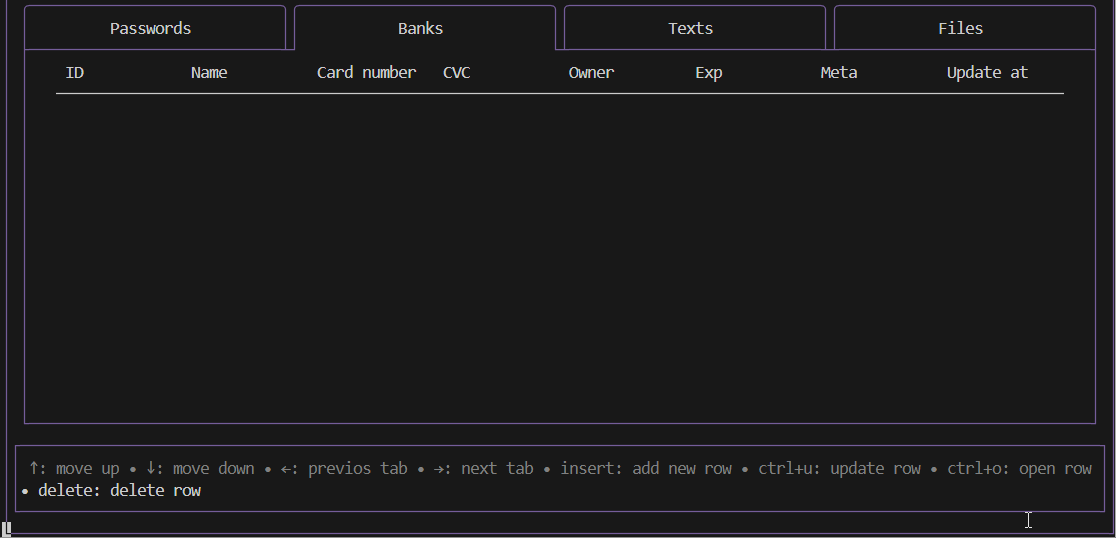 Passwords Banks Texts Files
ID Name Card number CVC Owner Exp Meta Update at
↑: move up • ↓: move down • ←: previos tab • →: next tab • insert: add new row • ctrl+u: update row • ctrl+o: open row
• delete: delete row